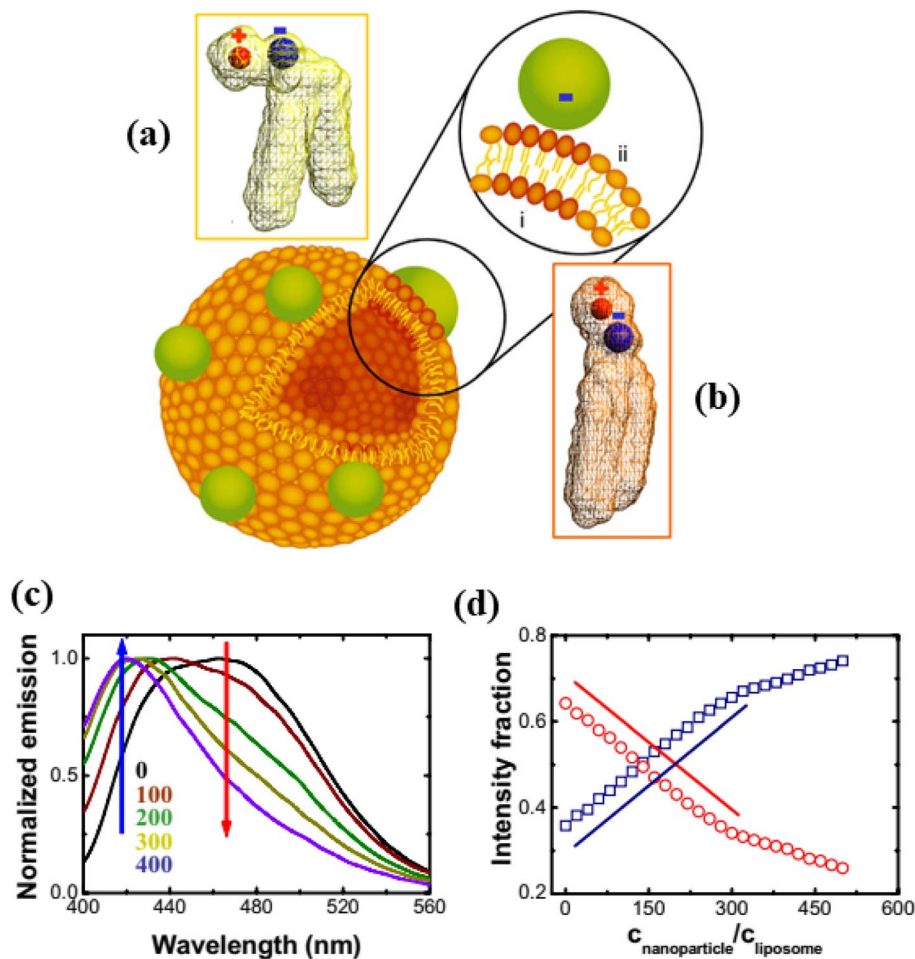 + -
(a)
-
ii
i
+
-
(b)
(c)
(d)
Normalized emission
1.0
0.5
0.0
0
100
200
300
400
400 440 480 520 560
Wavelength (nm)
Intensity fraction
0.8
0.6
0.4
0.2
0 150 300 450 600
c_nanoparticle/c_liposome